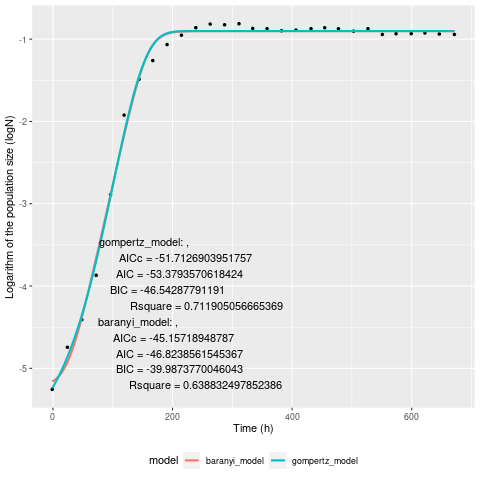 Logarithm of the population size (logN)
-1
-2
-3
-4
-5
gompertz_model: ,
AICc = -51.7126903951757
AIC = -53.3793570618424
BIC = -46.54287791191
Rsquare = 0.711905056665369
baranyi_model: ,
AICc = -45.15718948787
AIC = -46.8238561545367
BIC = -39.9873770046043
Rsquare = 0.638832497852386
0 200 400 600
Time (h)
model baranyi_model gompertz_model